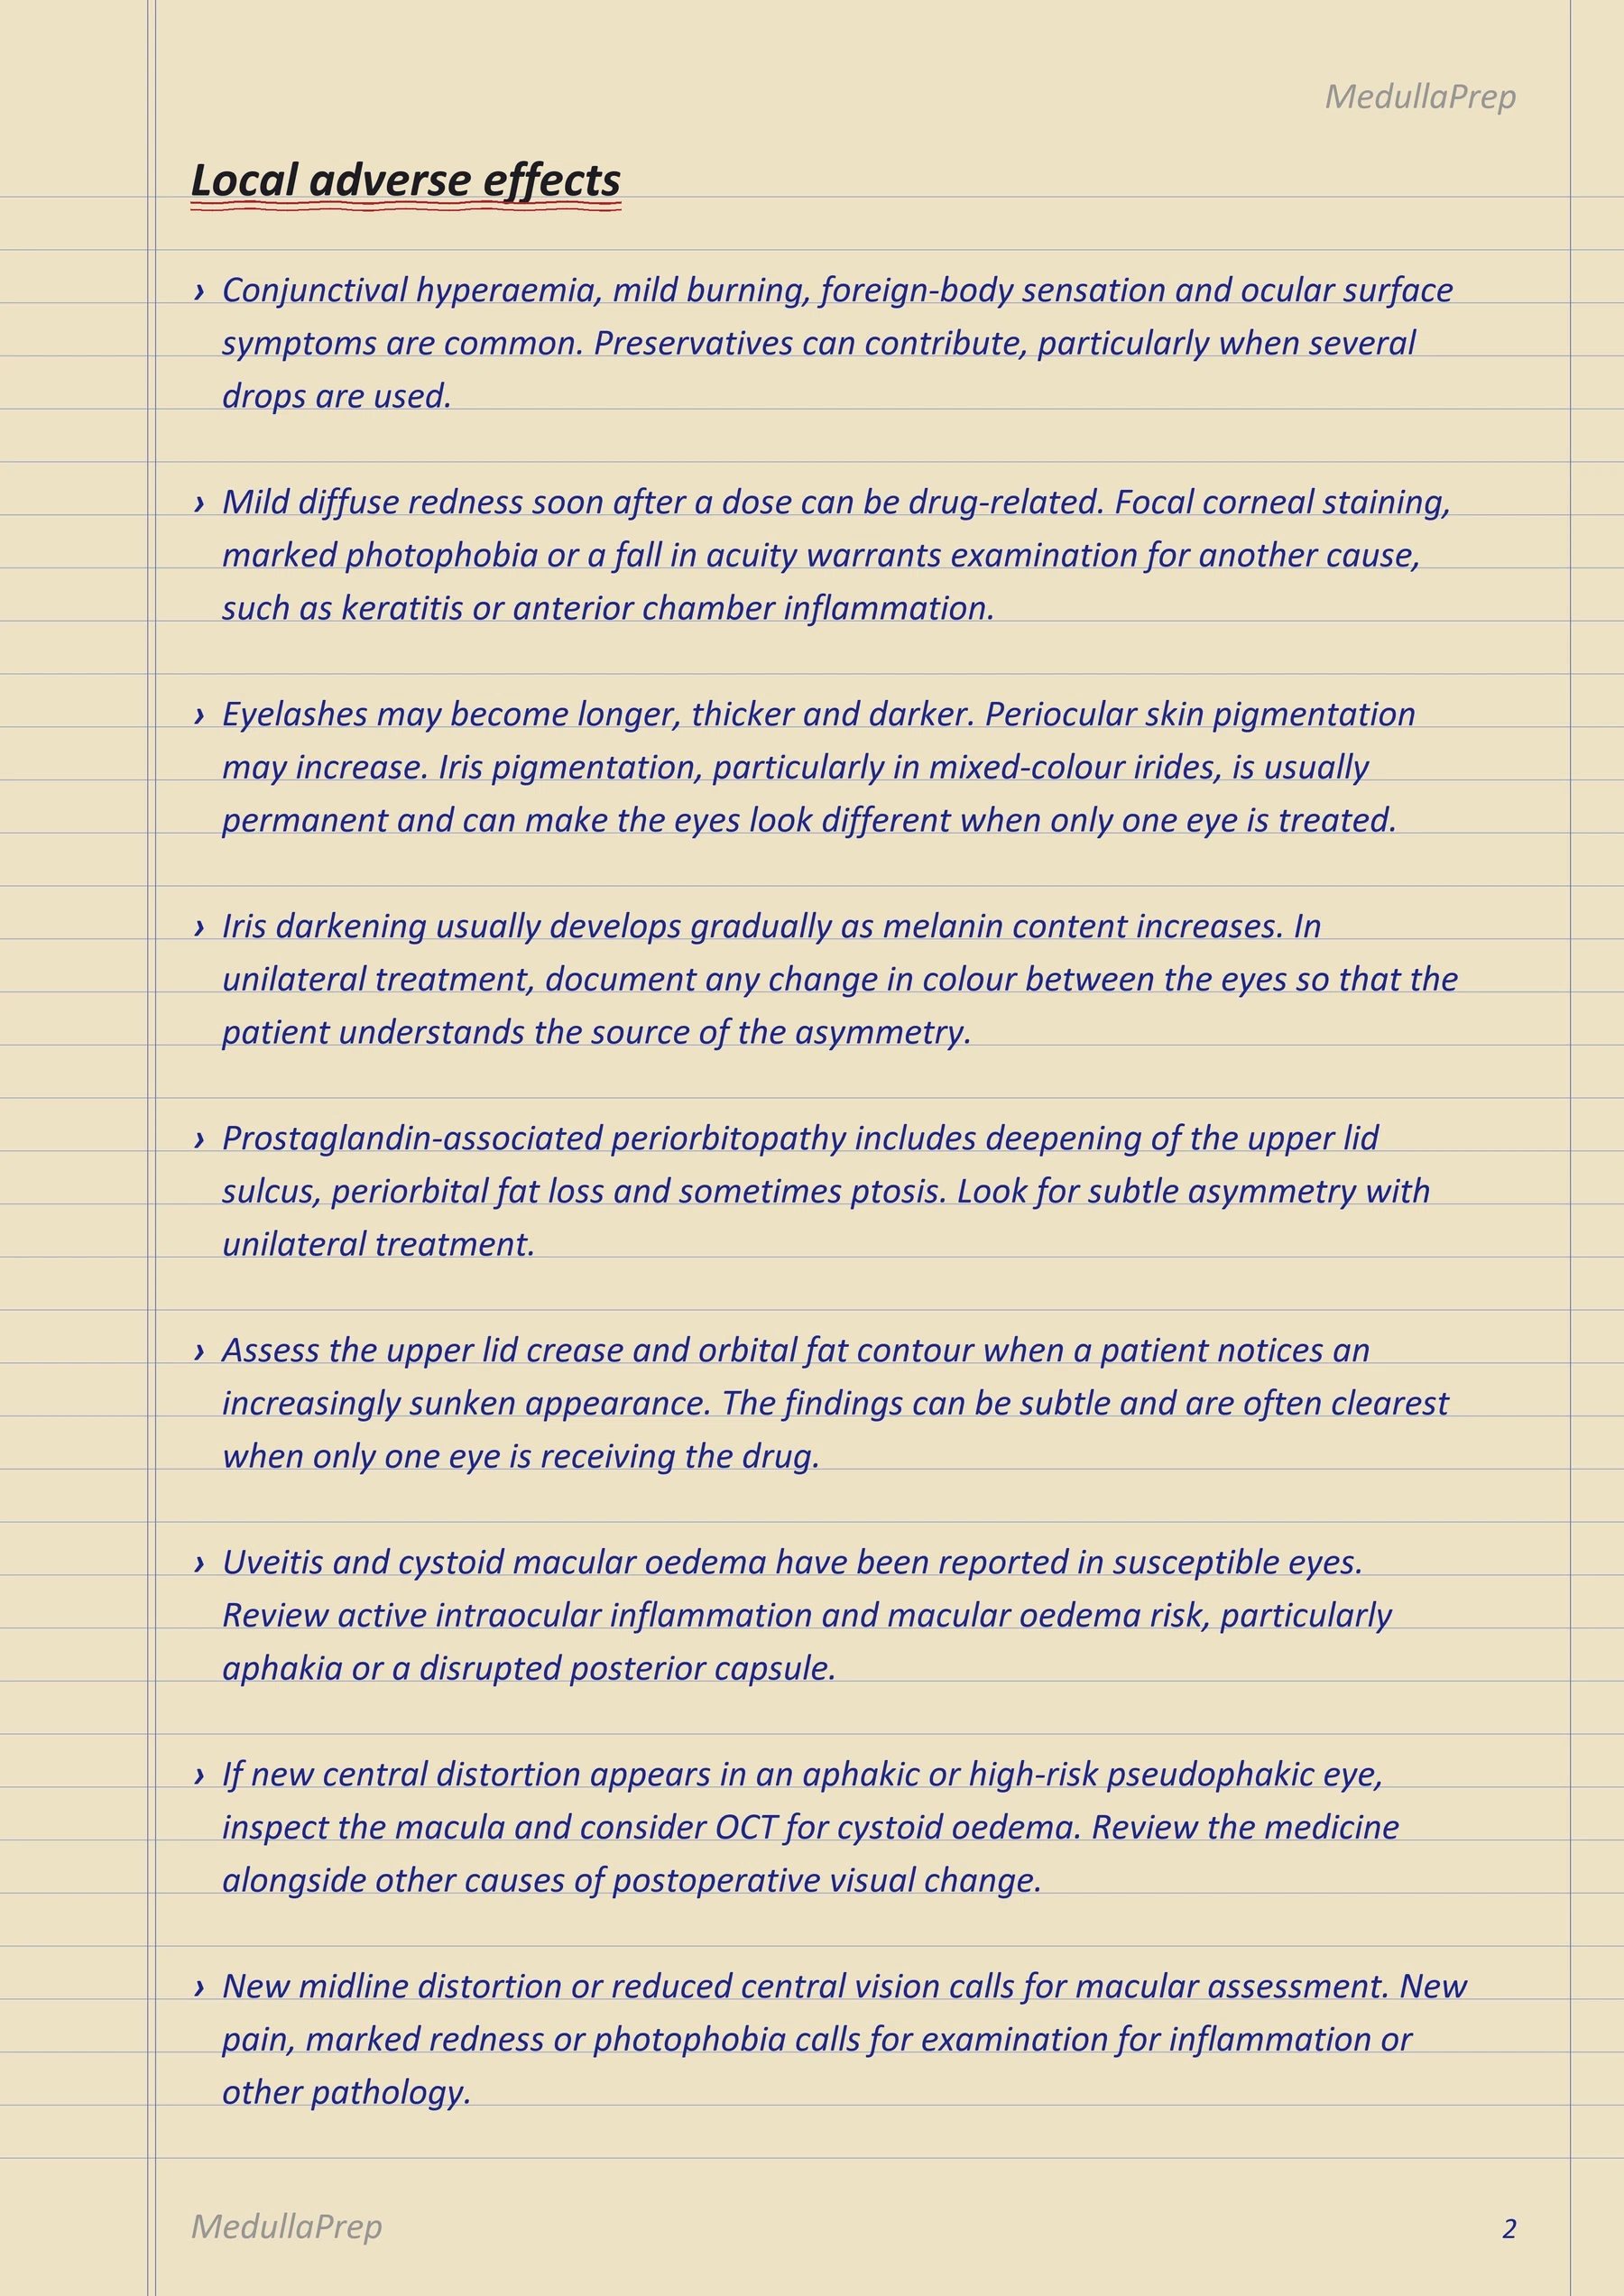 MedullaPrep
Local adverse effects
› Conjunctival hyperaemia, mild burning, foreign-body sensation and ocular surface
symptoms are common. Preservatives can contribute, particularly when several
drops are used.
› Mild diffuse redness soon after a dose can be drug-related. Focal corneal staining,
marked photophobia or a fall in acuity warrants examination for another cause,
such as keratitis or anterior chamber inflammation.
› Eyelashes may become longer, thicker and darker. Periocular skin pigmentation
may increase. Iris pigmentation, particularly in mixed-colour irides, is usually
permanent and can make the eyes look different when only one eye is treated.
› Iris darkening usually develops gradually as melanin content increases. In
unilateral treatment, document any change in colour between the eyes so that the
patient understands the source of the asymmetry.
› Prostaglandin-associated periorbitopathy includes deepening of the upper lid
sulcus, periorbital fat loss and sometimes ptosis. Look for subtle asymmetry with
unilateral treatment.
› Assess the upper lid crease and orbital fat contour when a patient notices an
increasingly sunken appearance. The findings can be subtle and are often clearest
when only one eye is receiving the drug.
› Uveitis and cystoid macular oedema have been reported in susceptible eyes.
Review active intraocular inflammation and macular oedema risk, particularly
aphakia or a disrupted posterior capsule.
› If new central distortion appears in an aphakic or high-risk pseudophakic eye,
inspect the macula and consider OCT for cystoid oedema. Review the medicine
alongside other causes of postoperative visual change.
› New midline distortion or reduced central vision calls for macular assessment. New
pain, marked redness or photophobia calls for examination for inflammation or
other pathology.
MedullaPrep
2